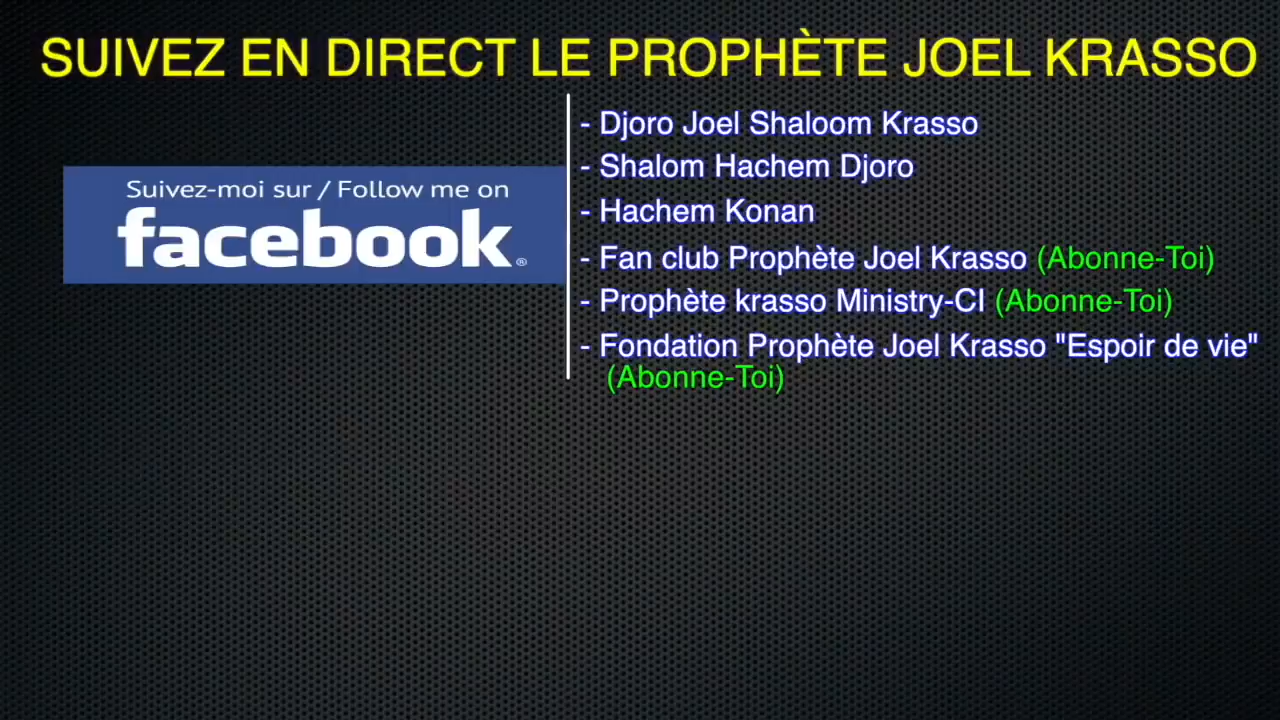 SUIVEZ EN DIRECT LE PROPHÈTE JOEL KRASSO
Suivez-moi sur / Follow me on
facebook®
- Djoro Joel Shaloom Krasso
- Shalom Hachem Djoro
- Hachem Konan
- Fan club Prophète Joel Krasso (Abonne-Toi)
- Prophète krasso Ministry-CI (Abonne-Toi)
- Fondation Prophète Joel Krasso "Espoir de vie"
(Abonne-Toi)